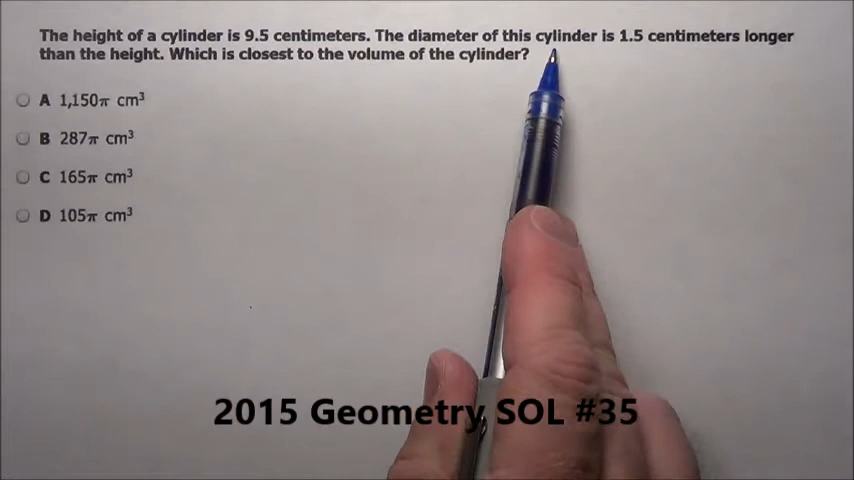 The height of a cylinder is 9.5 centimeters. The diameter of this cylinder is 1.5 centimeters longer
than the height. Which is closest to the volume of the cylinder?
A 1,150π cm³
B 287π cm³
C 165π cm³
D 105π cm³
2015 Geometry SOL #35